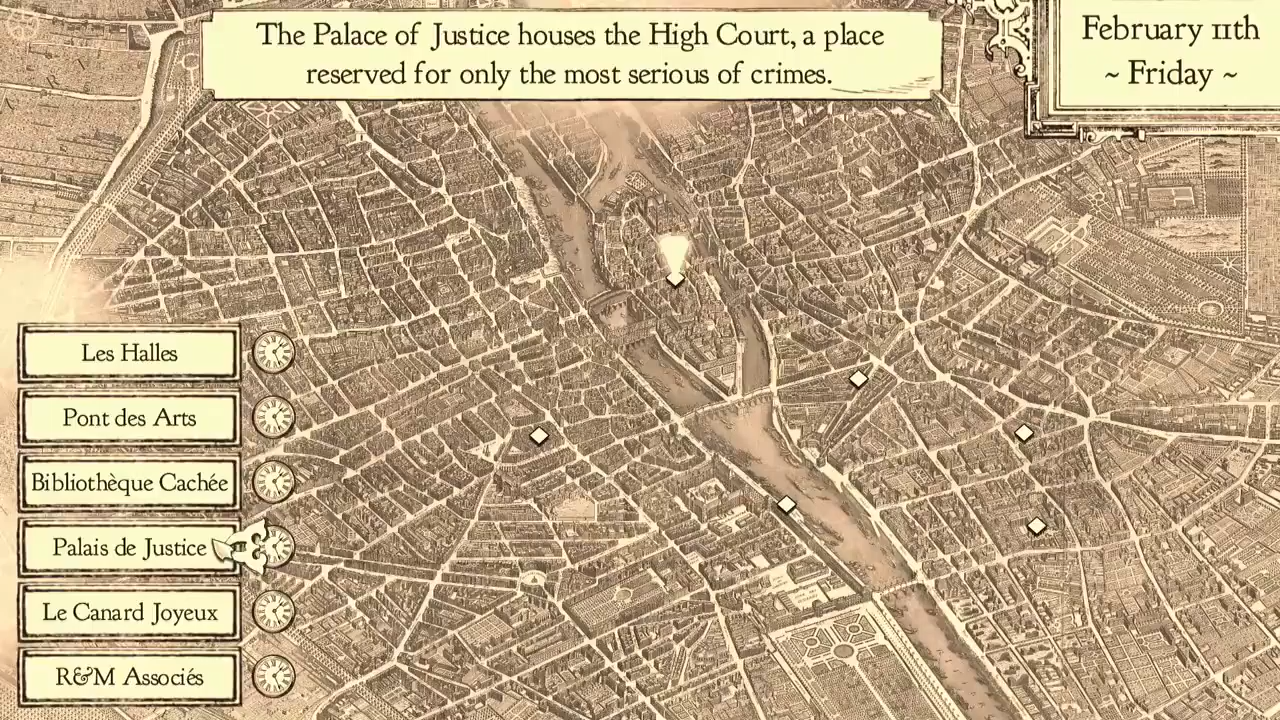 The Palace of Justice houses the High Court, a place
reserved for only the most serious of crimes.
February 11th
~ Friday ~
Les Halles
Pont des Arts
Bibliothèque Cachée
Palais de Justice
Le Canard Joyeux
R&M Associés